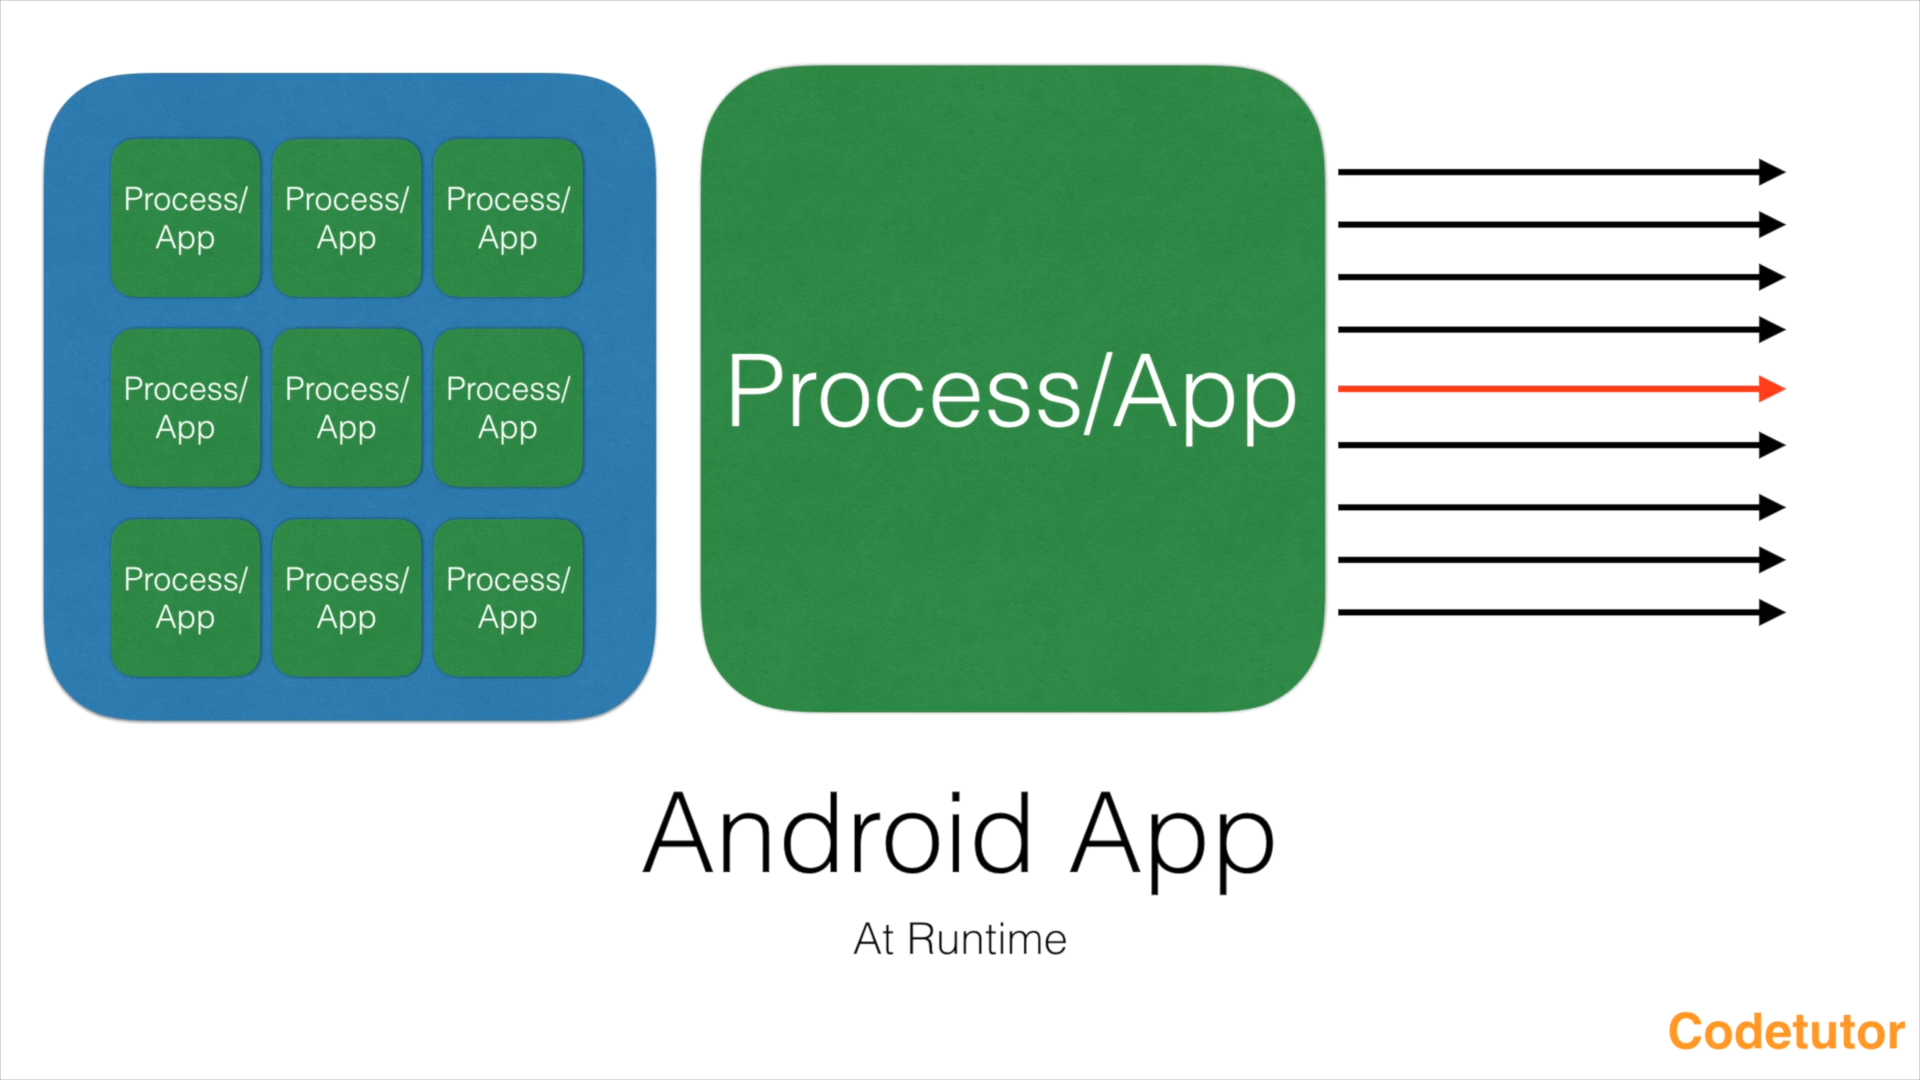 Process/
App
Process/
App
Process/
App
Process/
App
Process/
App
Process/
App
Process/
App
Process/
App
Process/
App
Process/App
Android App
At Runtime
Codetutor